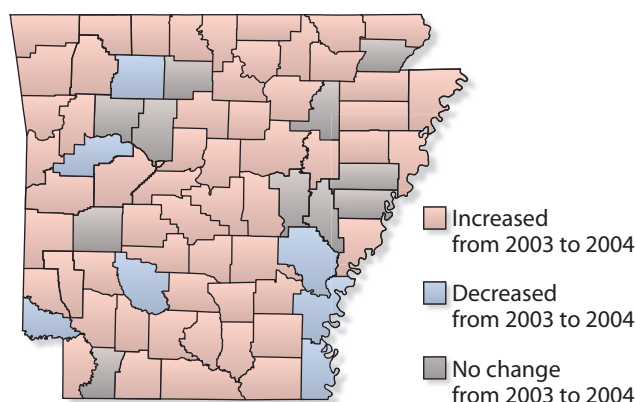 Increased
from 2003 to 2004
Decreased
from 2003 to 2004
No change
from 2003 to 2004